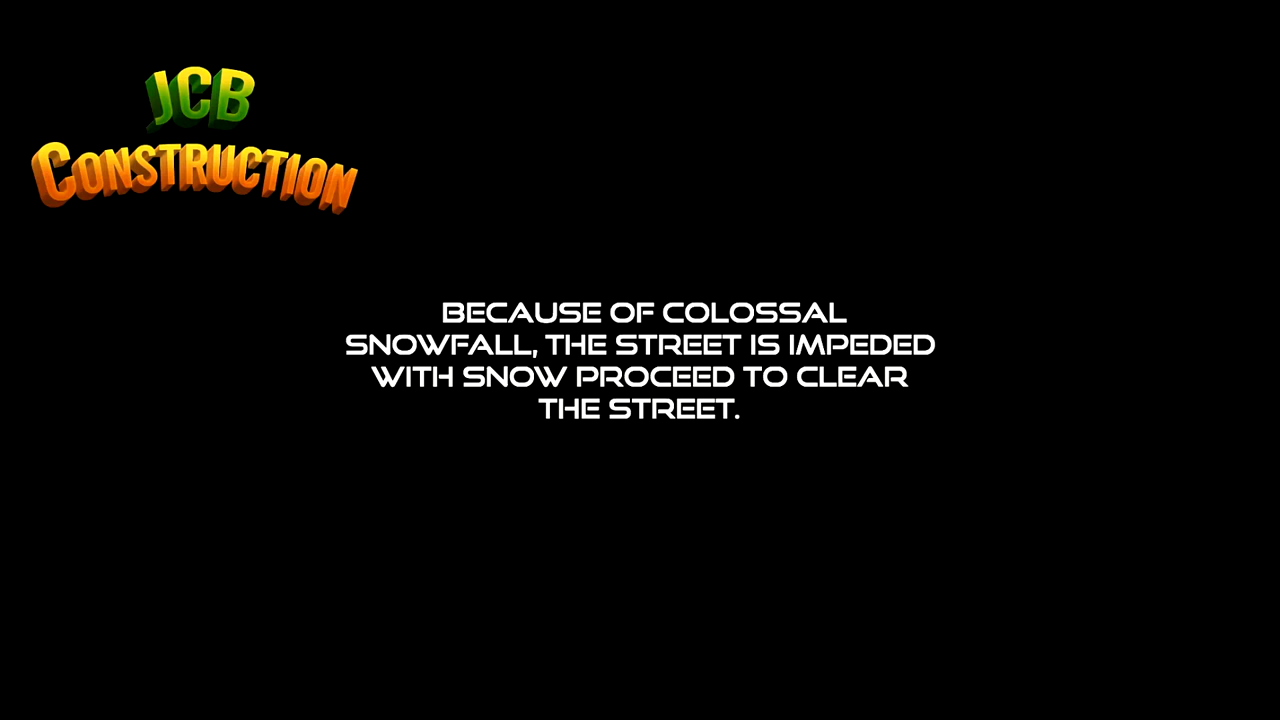 JCB
CONSTRUCTION
BECAUSE OF COLOSSAL
SNOWFALL, THE STREET IS IMPEDED
WITH SNOW PROCEED TO CLEAR
THE STREET.